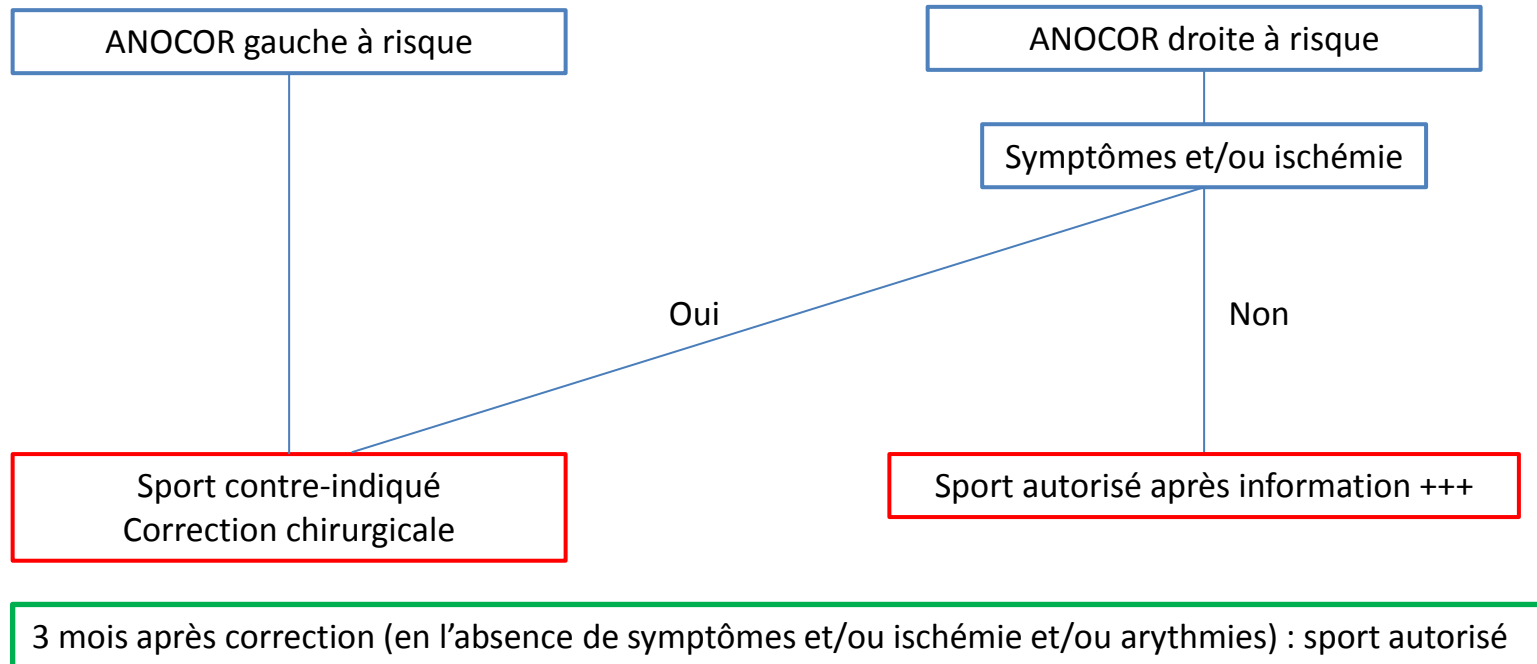 ANOCOR gauche à risque
ANOCOR droite à risque
Symptômes et/ou ischémie
Oui
Non
Sport contre-indiqué
Correction chirurgicale
Sport autorisé après information +++
3 mois après correction (en l’absence de symptômes et/ou ischémie et/ou arythmies) : sport autorisé